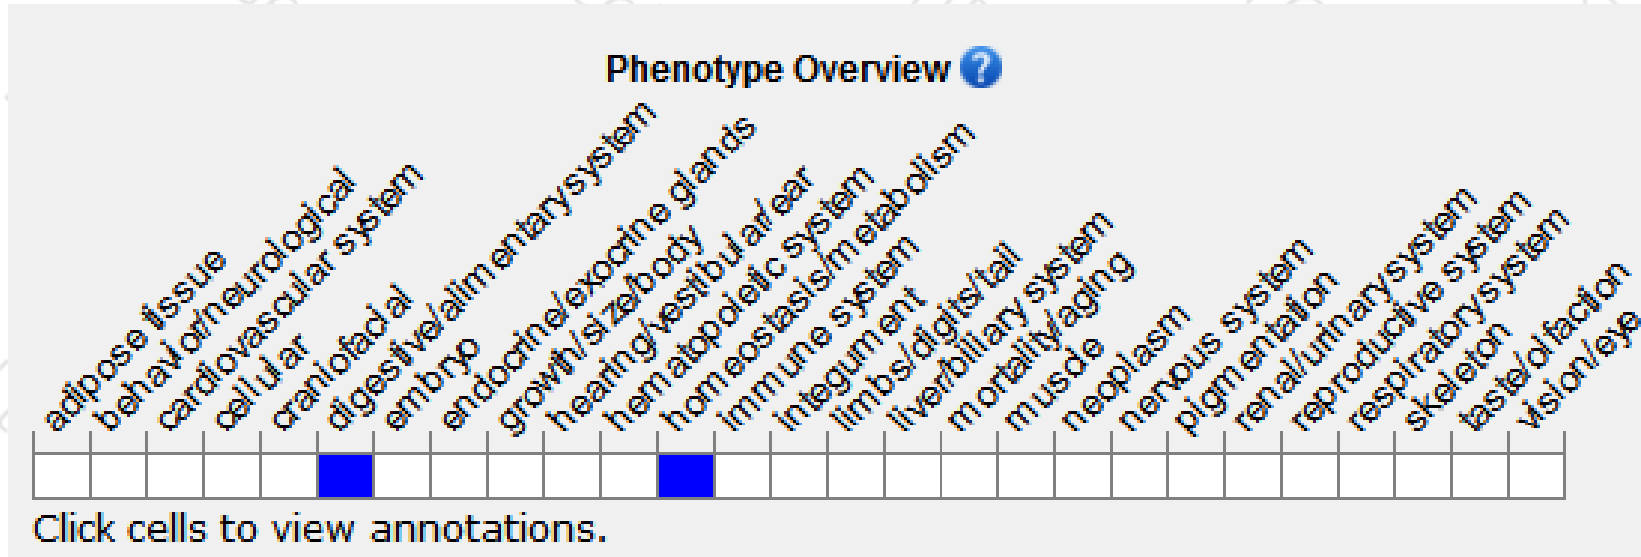 Phenotype Overview ?
adipose tissue
behavior/neurological
cardiovascular system
cellular
craniofacial
digestive/alimentary system
embryo
endocrine/exocrine glands
growth/size/body
hearing/vestibular/ear
hematopoietic system
homeostasis/metabolism
immune system
integument
limbs/digits/tail
liver/biliary system
mortality/aging
muscle
neoplasm
nervous system
pigmentation
renal/urinary system
reproductive system
respiratory system
skeleton
taste/olfaction
vision/eye
Click cells to view annotations.